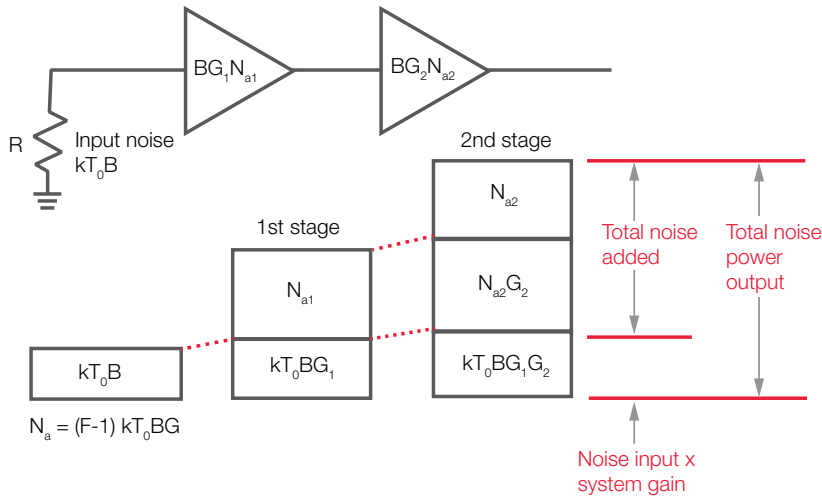 BG₁Nₐ₁
BG₂Nₐ₂
R
Input noise
kT₀B
2nd stage
Nₐ₂
1st stage
Total noise
added
Total noise
power
output
Nₐ₁
Nₐ₂G₂
kT₀B
kT₀BG₁
kT₀BG₁G₂
Nₐ = (F-1) kT₀BG
Noise input x
system gain